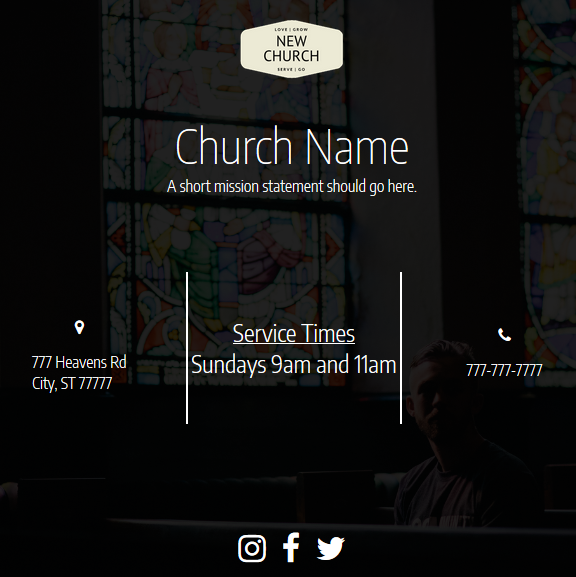 LOVE | GROW
NEW
CHURCH
SERVE | GO
Church Name
A short mission statement should go here.
777 Heavens Rd
City, ST 77777
Service Times
Sundays 9am and 11am
777-777-7777